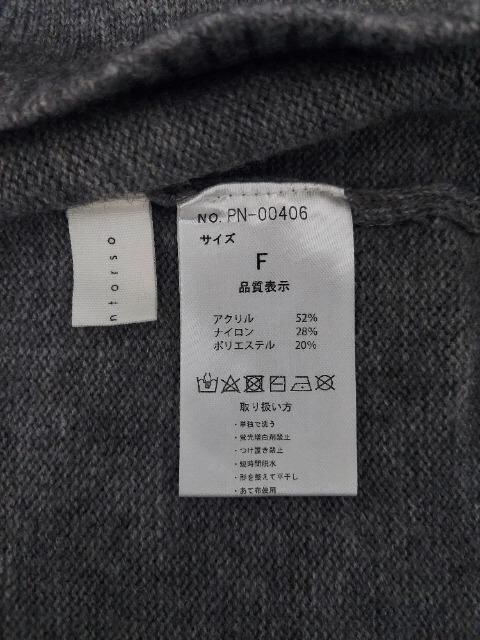 ntorso
NO. PN-00406
サイズ
F
品質表示
アクリル 52%
ナイロン 28%
ポリエステル 20%
取り扱い方
・単独で洗う
・蛍光増白剤禁止
・つけ置き禁止
・短時間脱水
・形を整えて平干し
・あて布使用